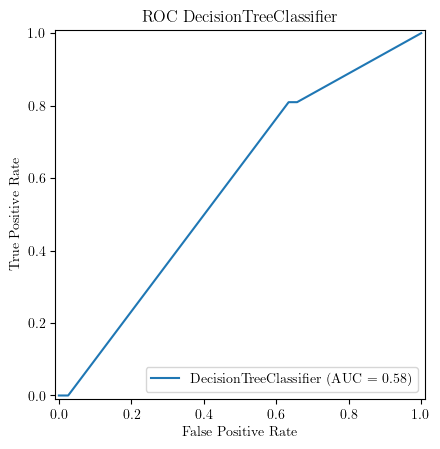 ROC DecisionTreeClassifier
1.0
0.8
0.6
0.4
0.2
0.0
True Positive Rate
DecisionTreeClassifier (AUC = 0.58)
0.0 0.2 0.4 0.6 0.8 1.0
False Positive Rate